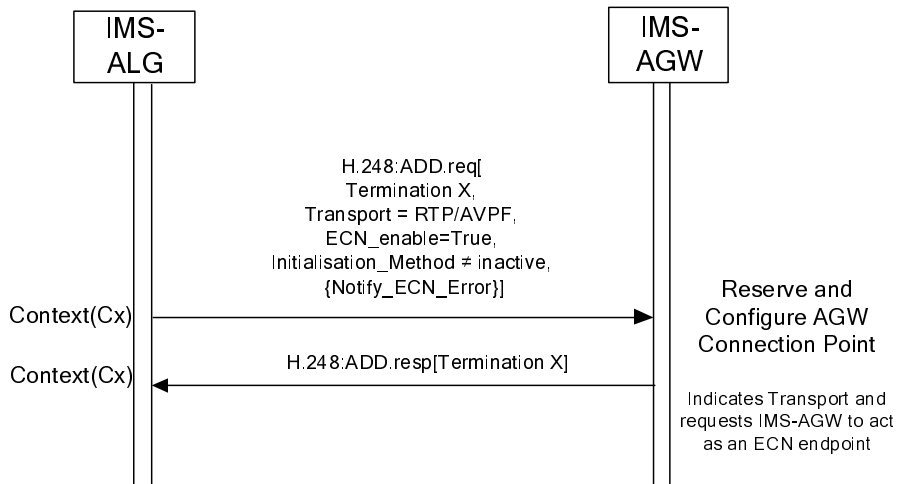 IMS-
ALG
IMS-
AGW
H.248:ADD.req[
Termination X,
Transport = RTP/AVPF,
ECN_enable=True,
Initialisation_Method ≠ inactive,
{Notify_ECN_Error}]
Context(Cx)
Reserve and
Configure AGW
Connection Point
H.248:ADD.resp[Termination X]
Context(Cx)
Indicates Transport and
requests IMS-AGW to act
as an ECN endpoint